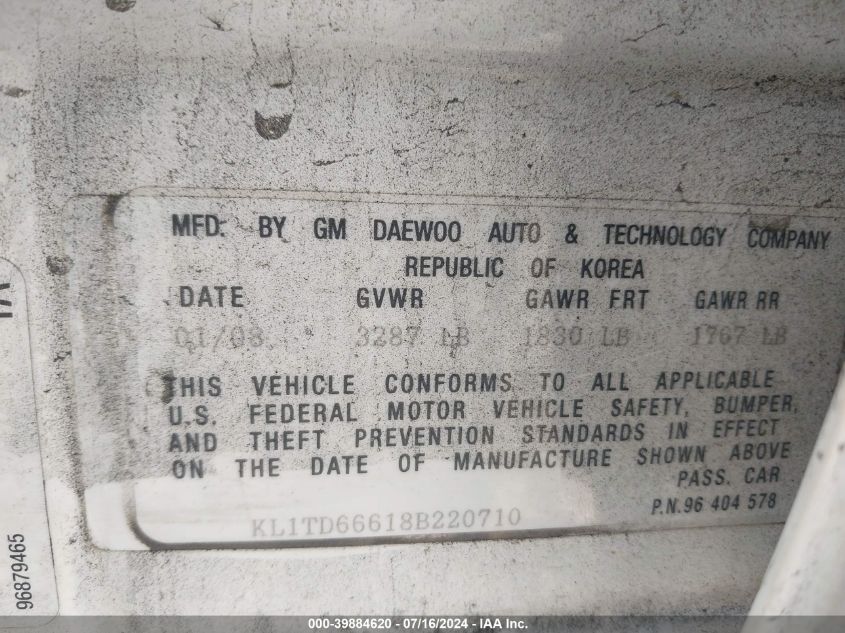 MFD. BY GM DAEWOO AUTO & TECHNOLOGY COMPANY
REPUBLIC OF KOREA
DATE GVWR GAWR FRT GAWR RR
01/08 3287 LB 1830 LB 1767 LB
THIS VEHICLE CONFORMS TO ALL APPLICABLE
U.S. FEDERAL MOTOR VEHICLE SAFETY, BUMPER,
AND THEFT PREVENTION STANDARDS IN EFFECT
ON THE DATE OF MANUFACTURE SHOWN ABOVE
PASS. CAR
KL1TD66618B220710
P.N.96 404 578
96879465
000-39884620 - 07/16/2024 - IAA Inc.